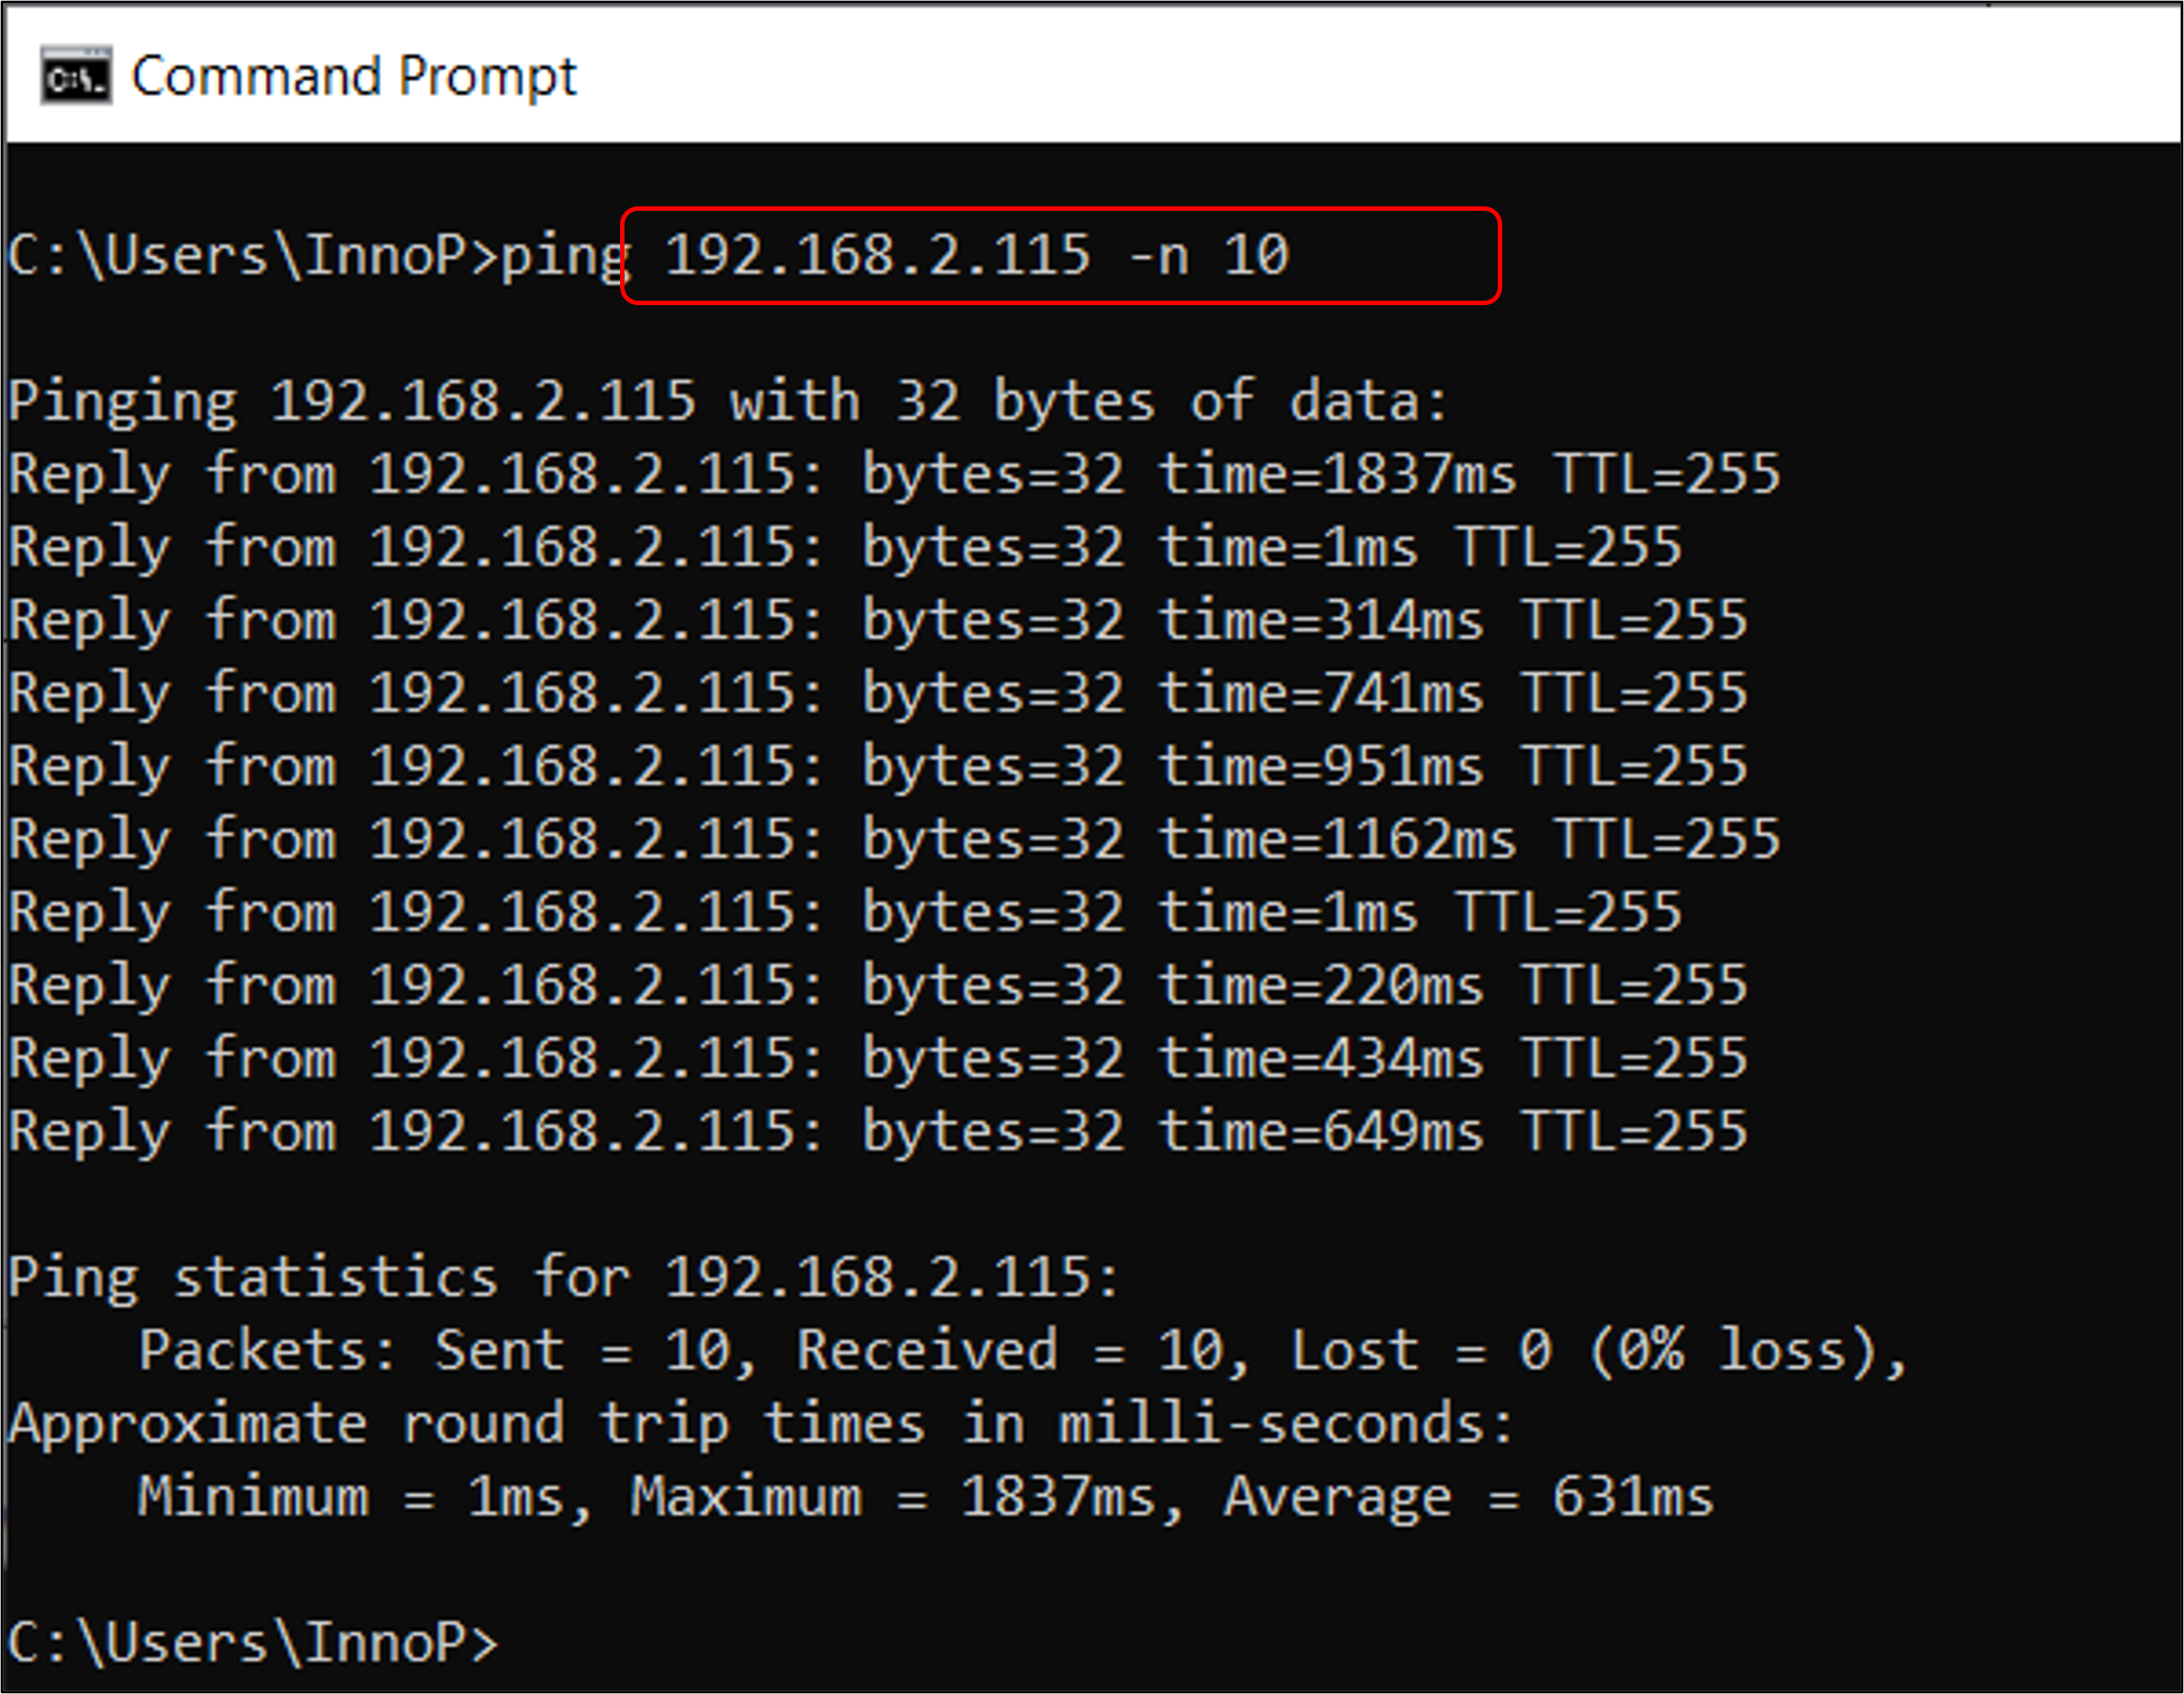 C:\.
Command Prompt
C:\Users\InnoP>ping 192.168.2.115 -n 10
Pinging 192.168.2.115 with 32 bytes of data:
Reply from 192.168.2.115: bytes=32 time=1837ms TTL=255
Reply from 192.168.2.115: bytes=32 time=1ms TTL=255
Reply from 192.168.2.115: bytes=32 time=314ms TTL=255
Reply from 192.168.2.115: bytes=32 time=741ms TTL=255
Reply from 192.168.2.115: bytes=32 time=951ms TTL=255
Reply from 192.168.2.115: bytes=32 time=1162ms TTL=255
Reply from 192.168.2.115: bytes=32 time=1ms TTL=255
Reply from 192.168.2.115: bytes=32 time=220ms TTL=255
Reply from 192.168.2.115: bytes=32 time=434ms TTL=255
Reply from 192.168.2.115: bytes=32 time=649ms TTL=255
Ping statistics for 192.168.2.115:
    Packets: Sent = 10, Received = 10, Lost = 0 (0% loss),
Approximate round trip times in milli-seconds:
    Minimum = 1ms, Maximum = 1837ms, Average = 631ms
C:\Users\InnoP>